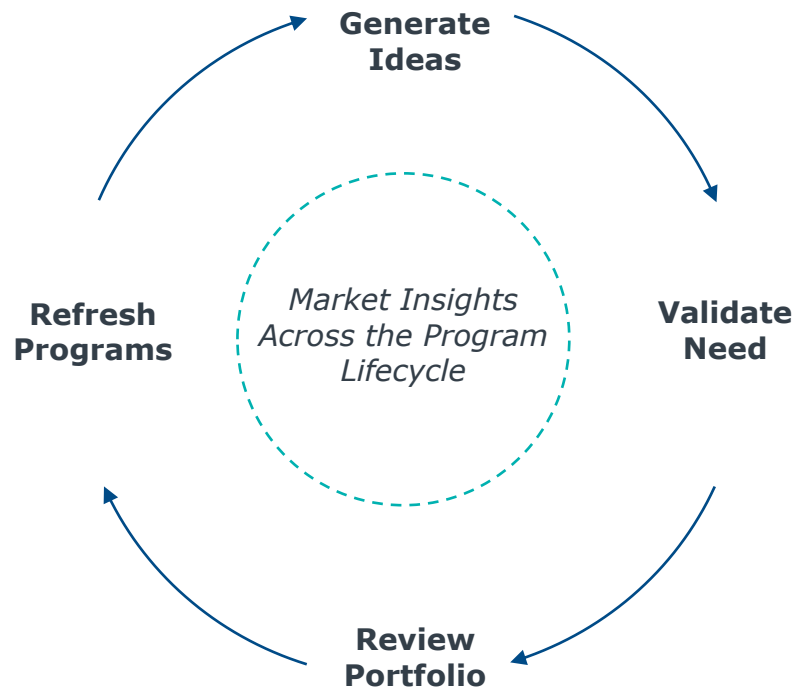 Generate
Ideas
Validate
Need
Review
Portfolio
Refresh
Programs
Market Insights
Across the Program
Lifecycle